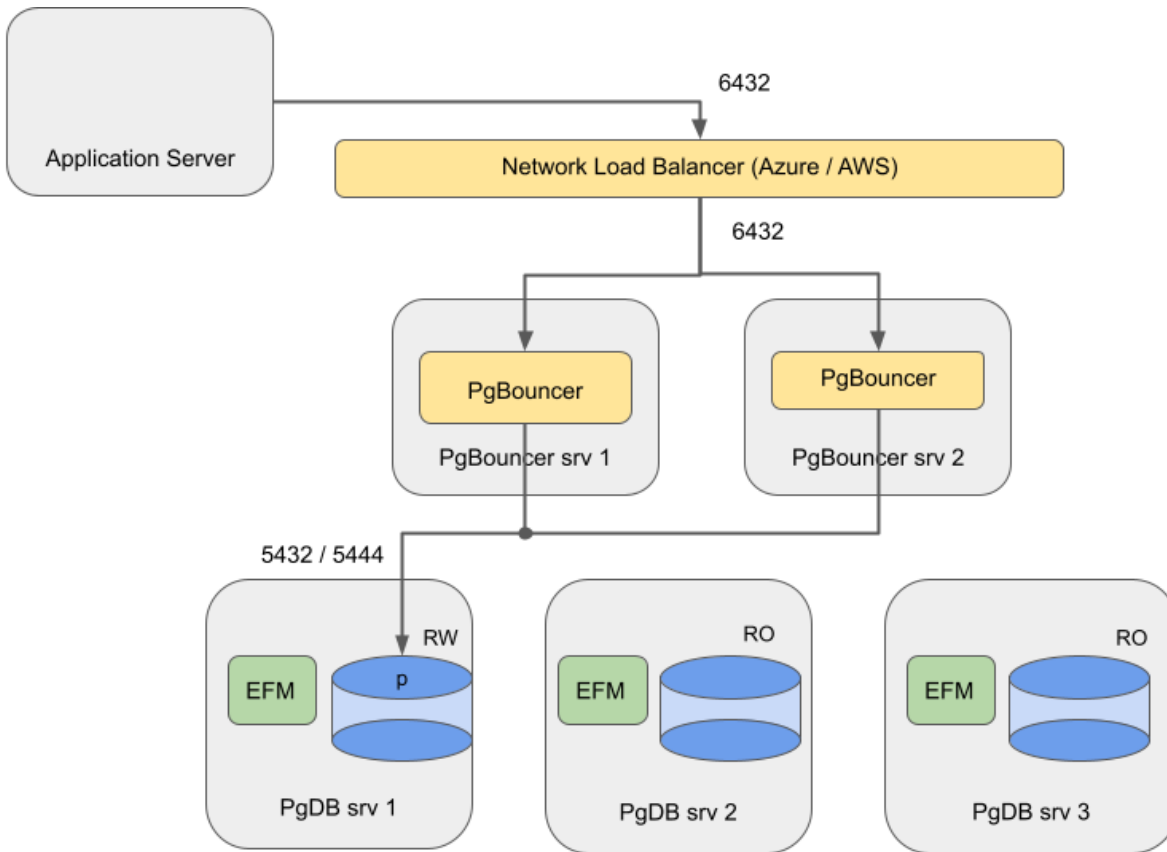 6432
Application Server
Network Load Balancer (Azure / AWS)
6432
PgBouncer
PgBouncer
PgBouncer srv 1
PgBouncer srv 2
5432 / 5444
RW
RO
RO
EFM
p
EFM
EFM
PgDB srv 1
PgDB srv 2
PgDB srv 3